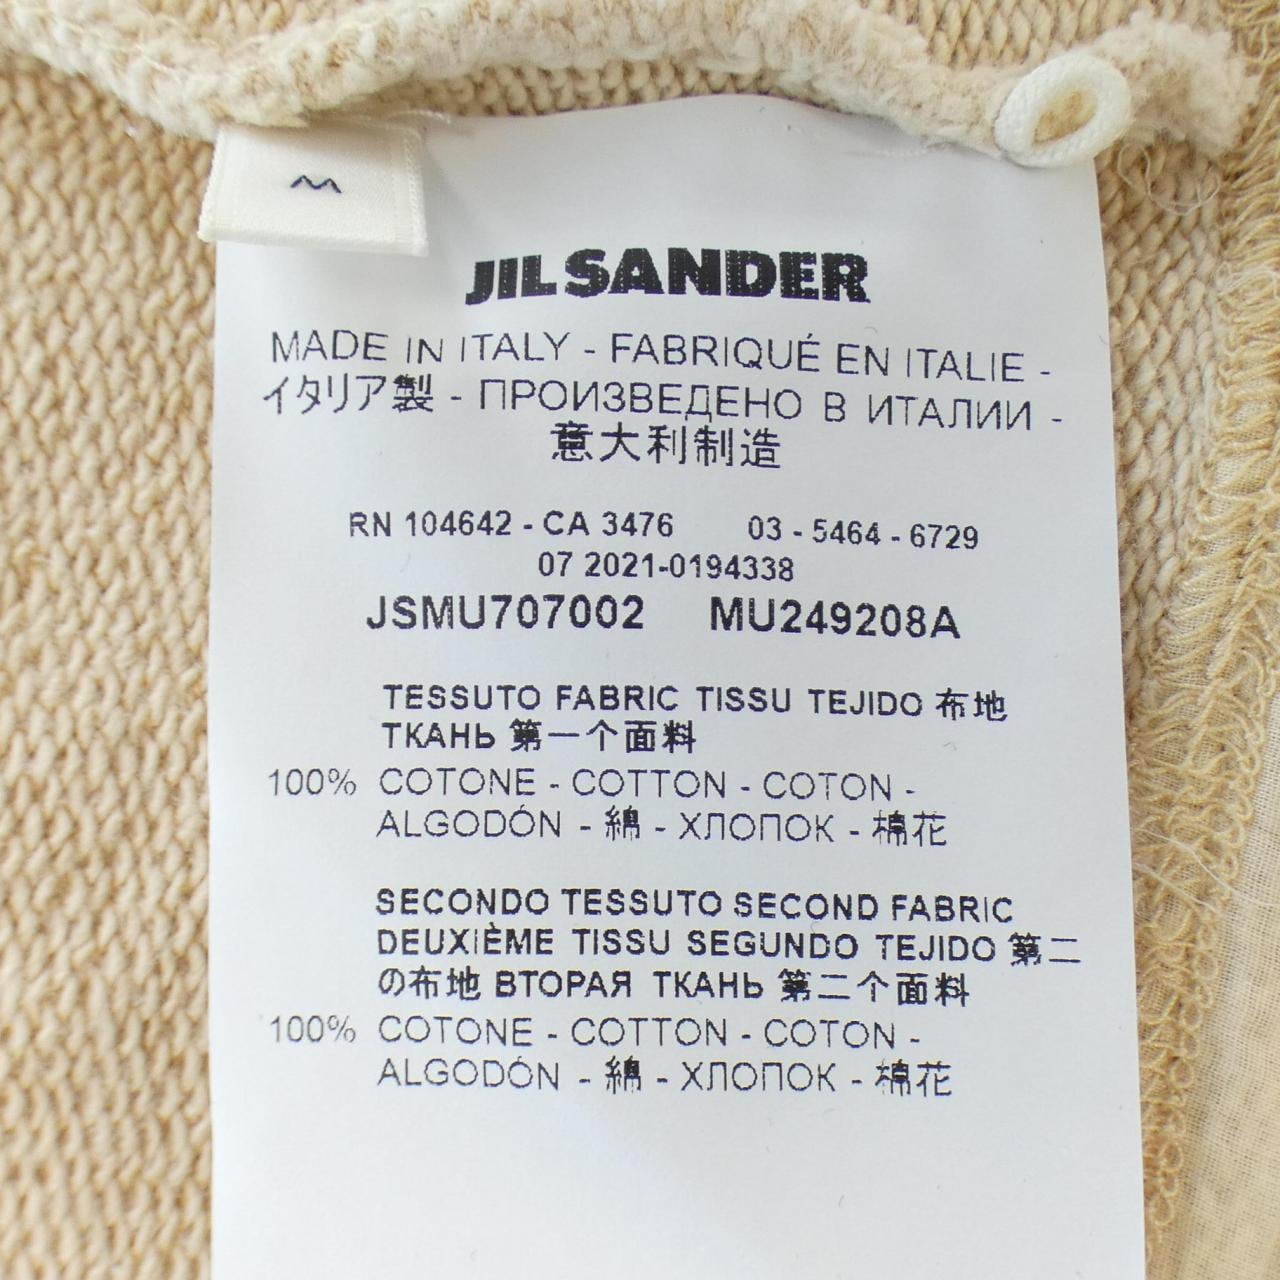 M
JIL SANDER
MADE IN ITALY - FABRIQUÉ EN ITALIE -
イタリア製 - ПРОИЗВЕДЕНО В ИТАЛИИ -
意大利制造
RN 104642 - CA 3476 03 - 5464 - 6729
07 2021-0194338
JSMU707002 MU249208A
TESSUTO FABRIC TISSU TEJIDO 布地
ТКАНЬ 第一个面料
100% COTONE - COTTON - COTON -
ALGODÓN - 綿 - ХЛОПОК - 棉花
SECONDO TESSUTO SECOND FABRIC
DEUXIÈME TISSU SEGUNDO TEJIDO 第二
の布地 ВТОРАЯ ТКАНЬ 第二个面料
100% COTONE - COTTON - COTON -
ALGODÓN - 綿 - ХЛОПОК - 棉花